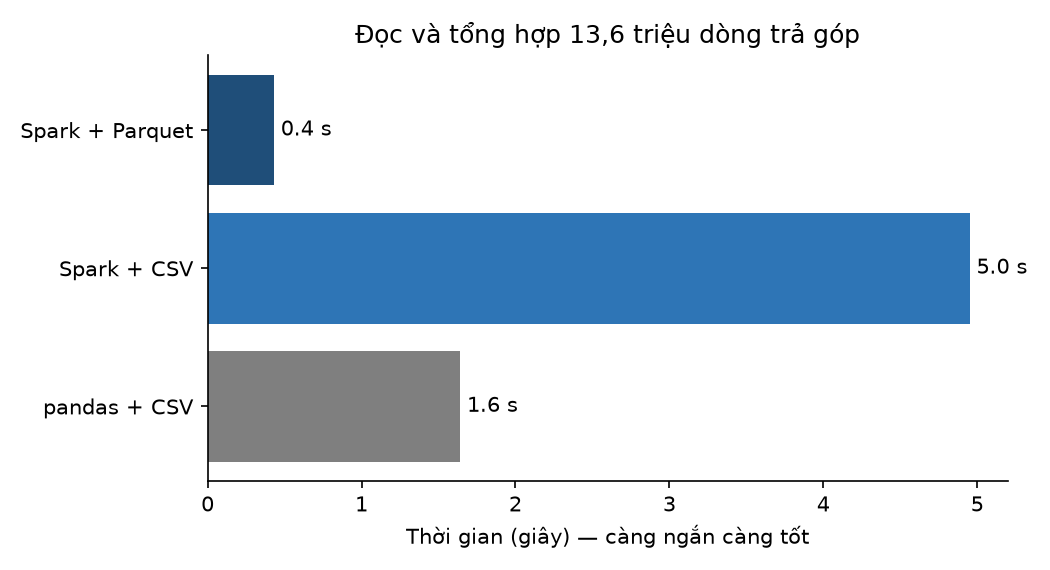 Đọc và tổng hợp 13,6 triệu dòng trả góp
Spark + Parquet
0.4 s
Spark + CSV
5.0 s
pandas + CSV
1.6 s
0 1 2 3 4 5
Thời gian (giây) — càng ngắn càng tốt